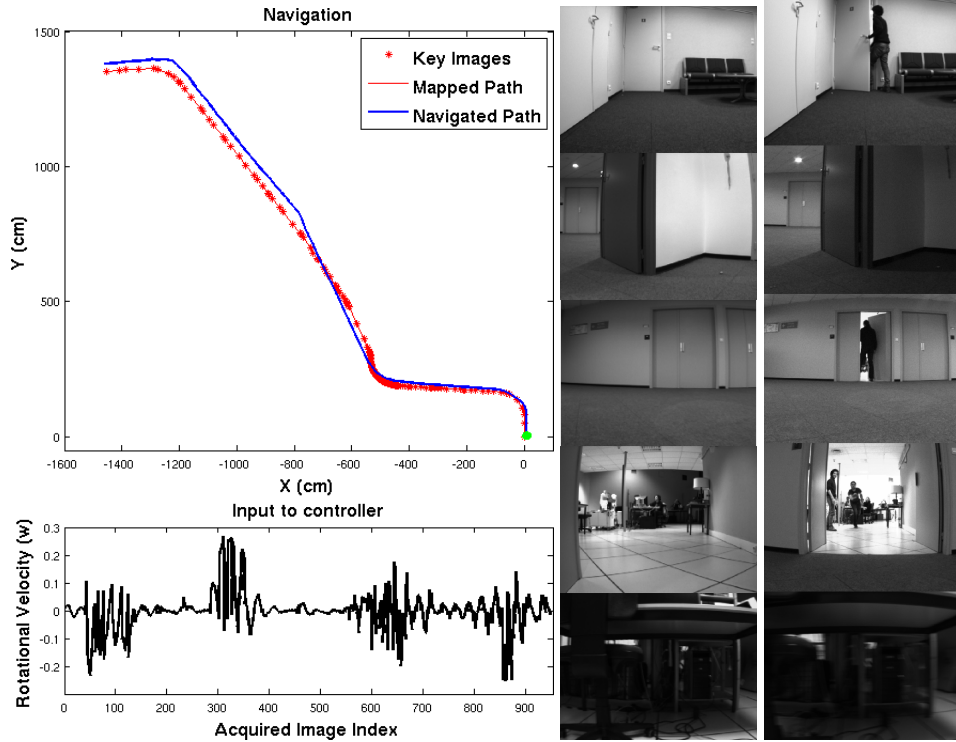 Navigation
1500
1000
500
0
Y (cm)
Key Images
Mapped Path
Navigated Path
-1600 -1400 -1200 -1000 -800 -600 -400 -200 0
X (cm)
Input to controller
0.3
0.2
0.1
0
-0.1
-0.2
Rotational Velocity (w)
0 100 200 300 400 500 600 700 800 900
Acquired Image Index